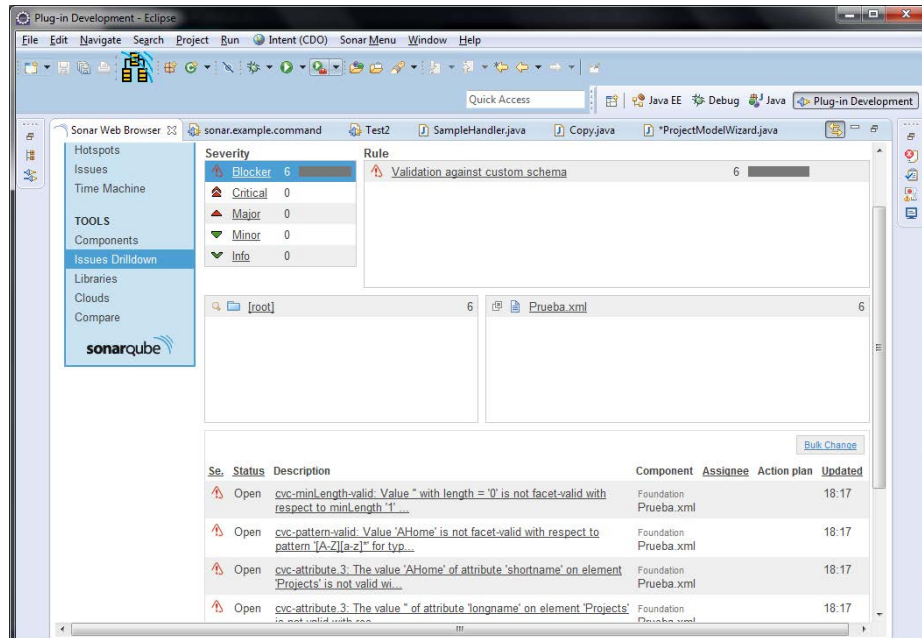 Plug-in Development - Eclipse
File Edit Navigate Search Project Run Intent (CDO) Sonar Menu Window Help
Quick Access
Java EE Debug Java Plug-in Development
Sonar Web Browser sonar.example.command Test2 SampleHandler.java Copy.java *ProjectModelWizard.java
Hotspots
Issues
Time Machine
TOOLS
Components
Issues Drilldown
Libraries
Clouds
Compare
sonarqube
Severity Rule
Blocker 6 Validation against custom schema 6
Critical 0
Major 0
Minor 0
Info 0
[root] 6 Prueba.xml 6
Bulk Change
Se. Status Description Component Assignee Action plan Updated
Open cvc-minLength-valid: Value '' with length = '0' is not facet-valid with Foundation 18:17
respect to minLength '1' ... Prueba.xml
Open cvc-pattern-valid: Value 'AHome' is not facet-valid with respect to Foundation 18:17
pattern '[A-Z][a-z]*' for typ... Prueba.xml
Open cvc-attribute.3: The value 'AHome' of attribute 'shortname' on element Foundation 18:17
'Projects' is not valid wi... Prueba.xml
Open cvc-attribute.3: The value '' of attribute 'longname' on element 'Projects' Foundation 18:17
is not valid with res... Prueba.xml